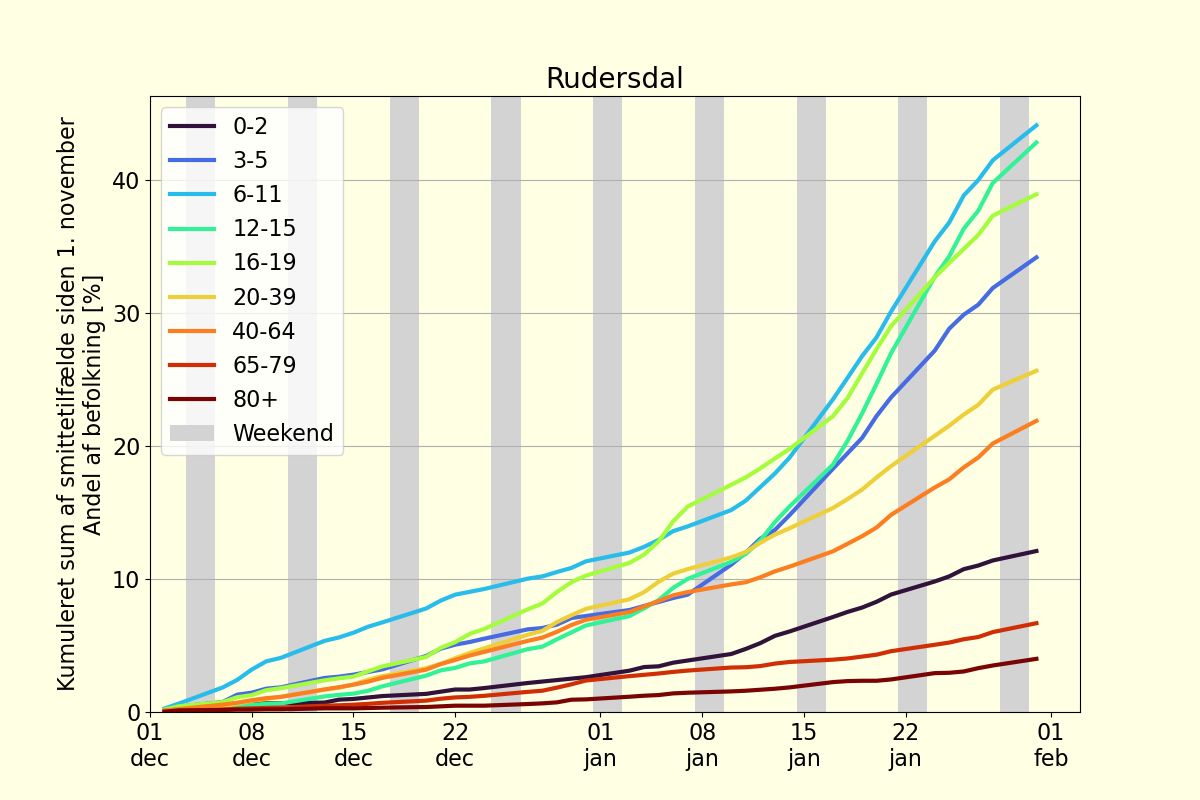 Rudersdal
Kumuleret sum af smittetilfælde siden 1. november
Andel af befolkning [%]
40
30
20
10
0
0-2
3-5
6-11
12-15
16-19
20-39
40-64
65-79
80+
Weekend
01 08 15 22 01 08 15 22 01
dec dec dec dec jan jan jan jan feb